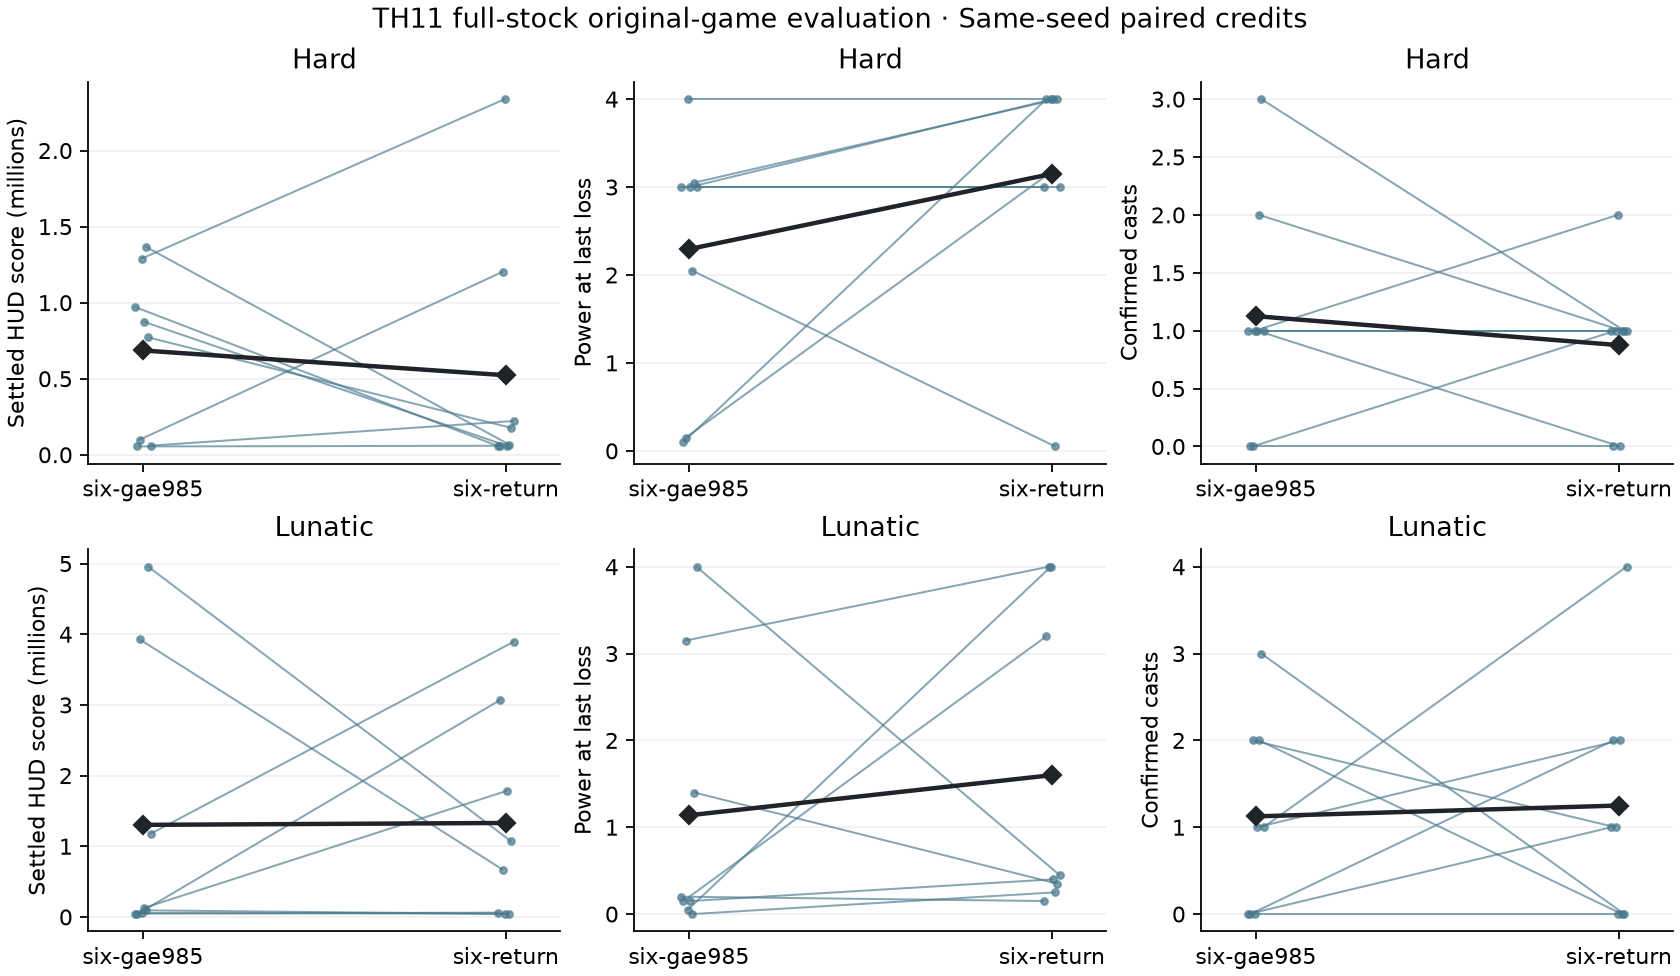 TH11 full-stock original-game evaluation · Same-seed paired credits
Hard
Settled HUD score (millions)
2.0
1.5
1.0
0.5
0.0
six-gae985
six-return
Hard
Power at last loss
4
3
2
1
0
six-gae985
six-return
Hard
Confirmed casts
3.0
2.5
2.0
1.5
1.0
0.5
0.0
six-gae985
six-return
Lunatic
Settled HUD score (millions)
5
4
3
2
1
0
six-gae985
six-return
Lunatic
Power at last loss
4
3
2
1
0
six-gae985
six-return
Lunatic
Confirmed casts
4
3
2
1
0
six-gae985
six-return